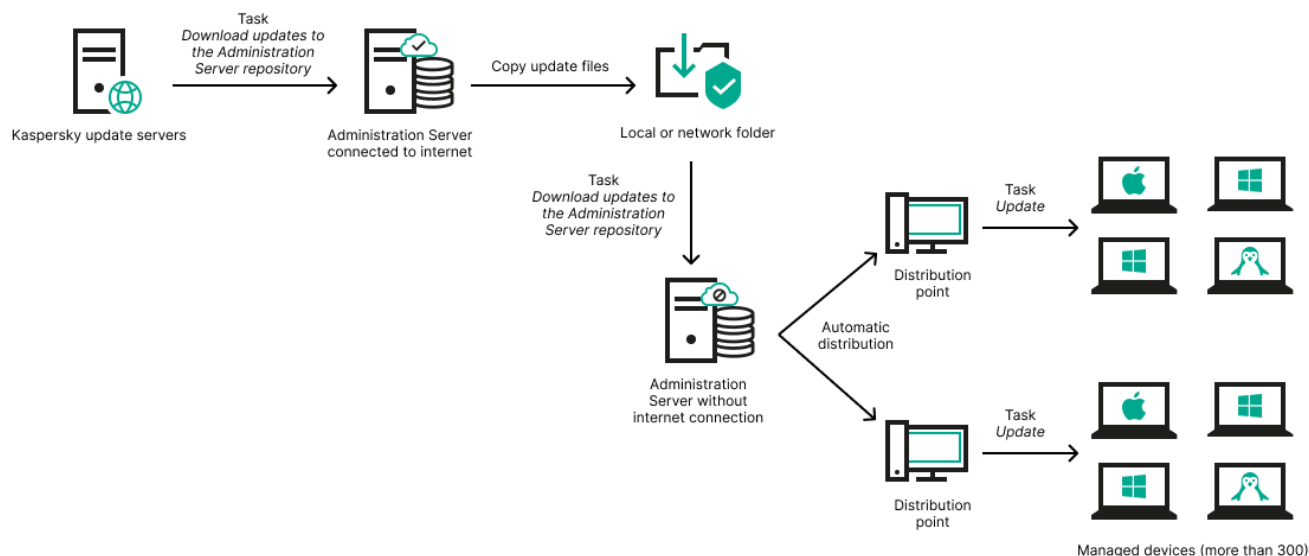 Task
Download updates to
the Administration
Server repository
Kaspersky update servers
Administration Server
connected to internet
Copy update files
Local or network folder
Task
Download updates to
the Administration
Server repository
Administration
Server without
internet connection
Automatic
distribution
Distribution
point
Task
Update
Distribution
point
Task
Update
Managed devices (more than 300)